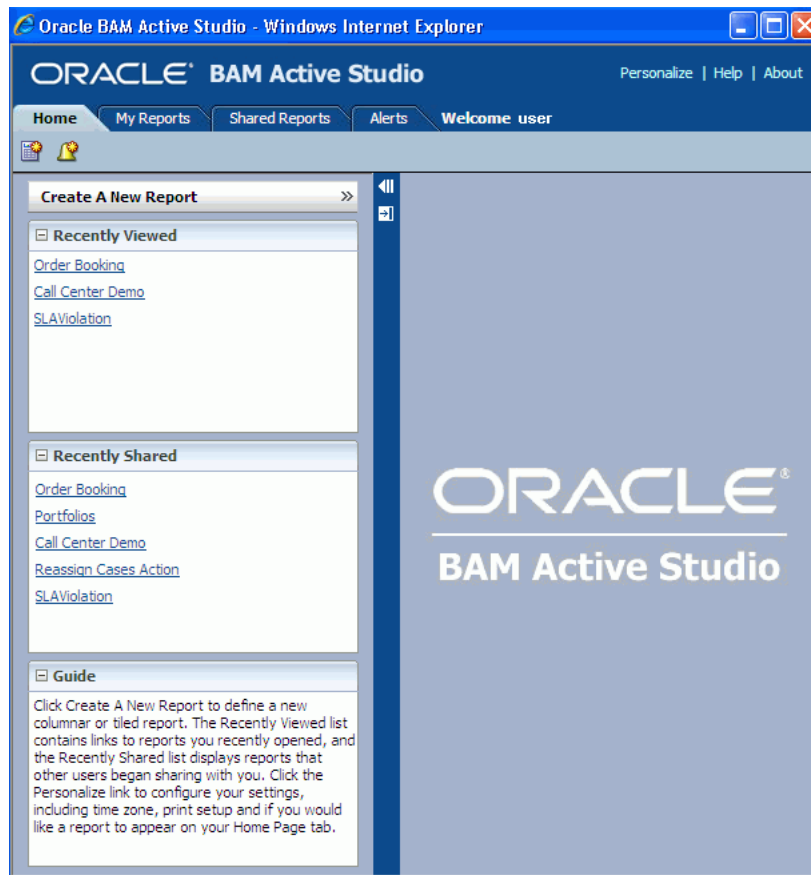 Oracle BAM Active Studio - Windows Internet Explorer
ORACLE® BAM Active Studio
Personalize | Help | About
Home My Reports Shared Reports Alerts Welcome user
Create A New Report »
Recently Viewed
Order Booking
Call Center Demo
SLAViolation
Recently Shared
Order Booking
Portfolios
Call Center Demo
Reassign Cases Action
SLAViolation
Guide
Click Create A New Report to define a new
columnar or tiled report. The Recently Viewed list
contains links to reports you recently opened, and
the Recently Shared list displays reports that
other users began sharing with you. Click the
Personalize link to configure your settings,
including time zone, print setup and if you would
like a report to appear on your Home Page tab.
ORACLE®
BAM Active Studio